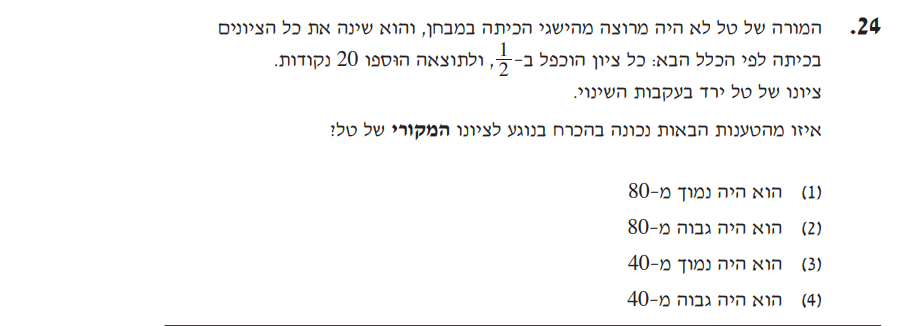 24. המורה של טל לא היה מרוצה מהישגי הכיתה במבחן, והוא שינה את כל הציונים
בכיתה לפי הכלל הבא: כל ציון הוכפל ב-1/2, ולתוצאה הוּספו 20 נקודות.
ציונו של טל ירד בעקבות השינוי.
איזו מהטענות הבאות נכונה בהכרח בנוגע לציונו המקורי של טל?
(1) הוא היה נמוך מ-80
(2) הוא היה גבוה מ-80
(3) הוא היה נמוך מ-40
(4) הוא היה גבוה מ-40